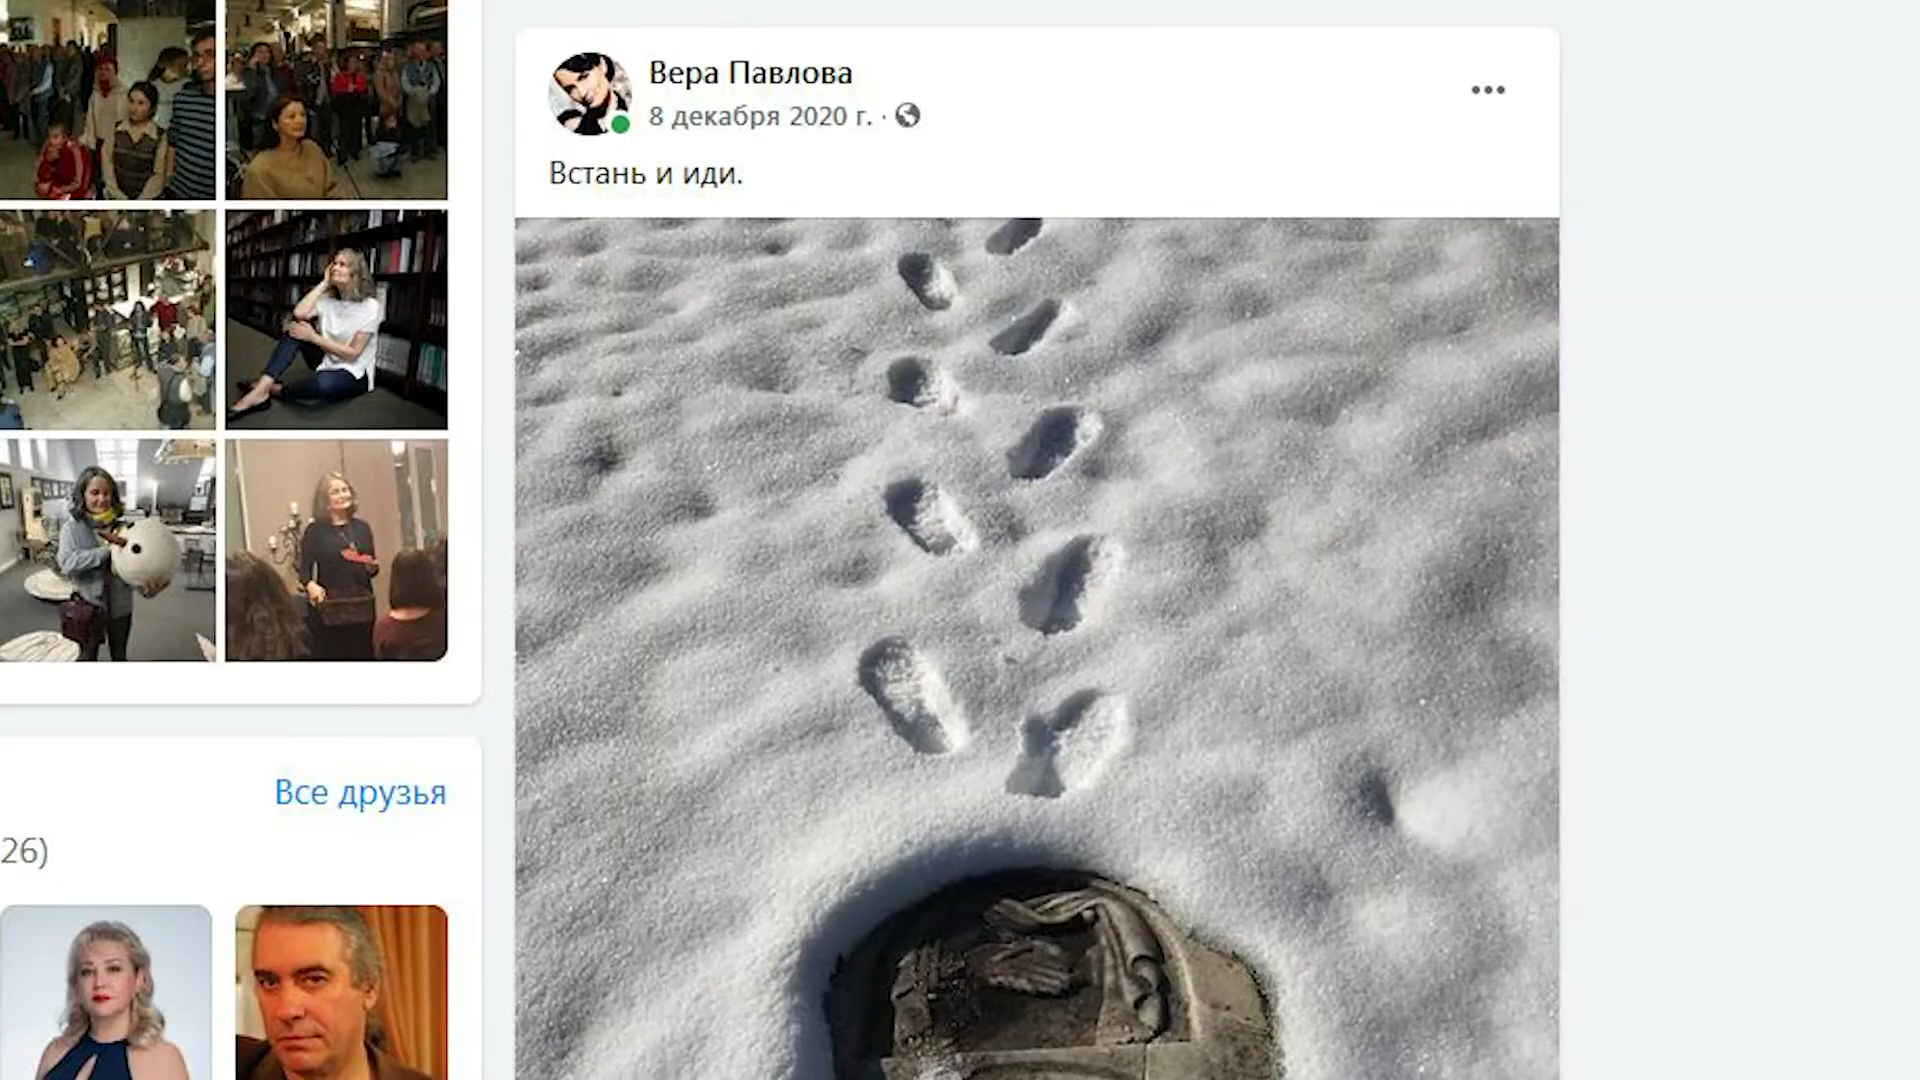 Вера Павлова
8 декабря 2020 г. ·
Встань и иди.
Все друзья
26)